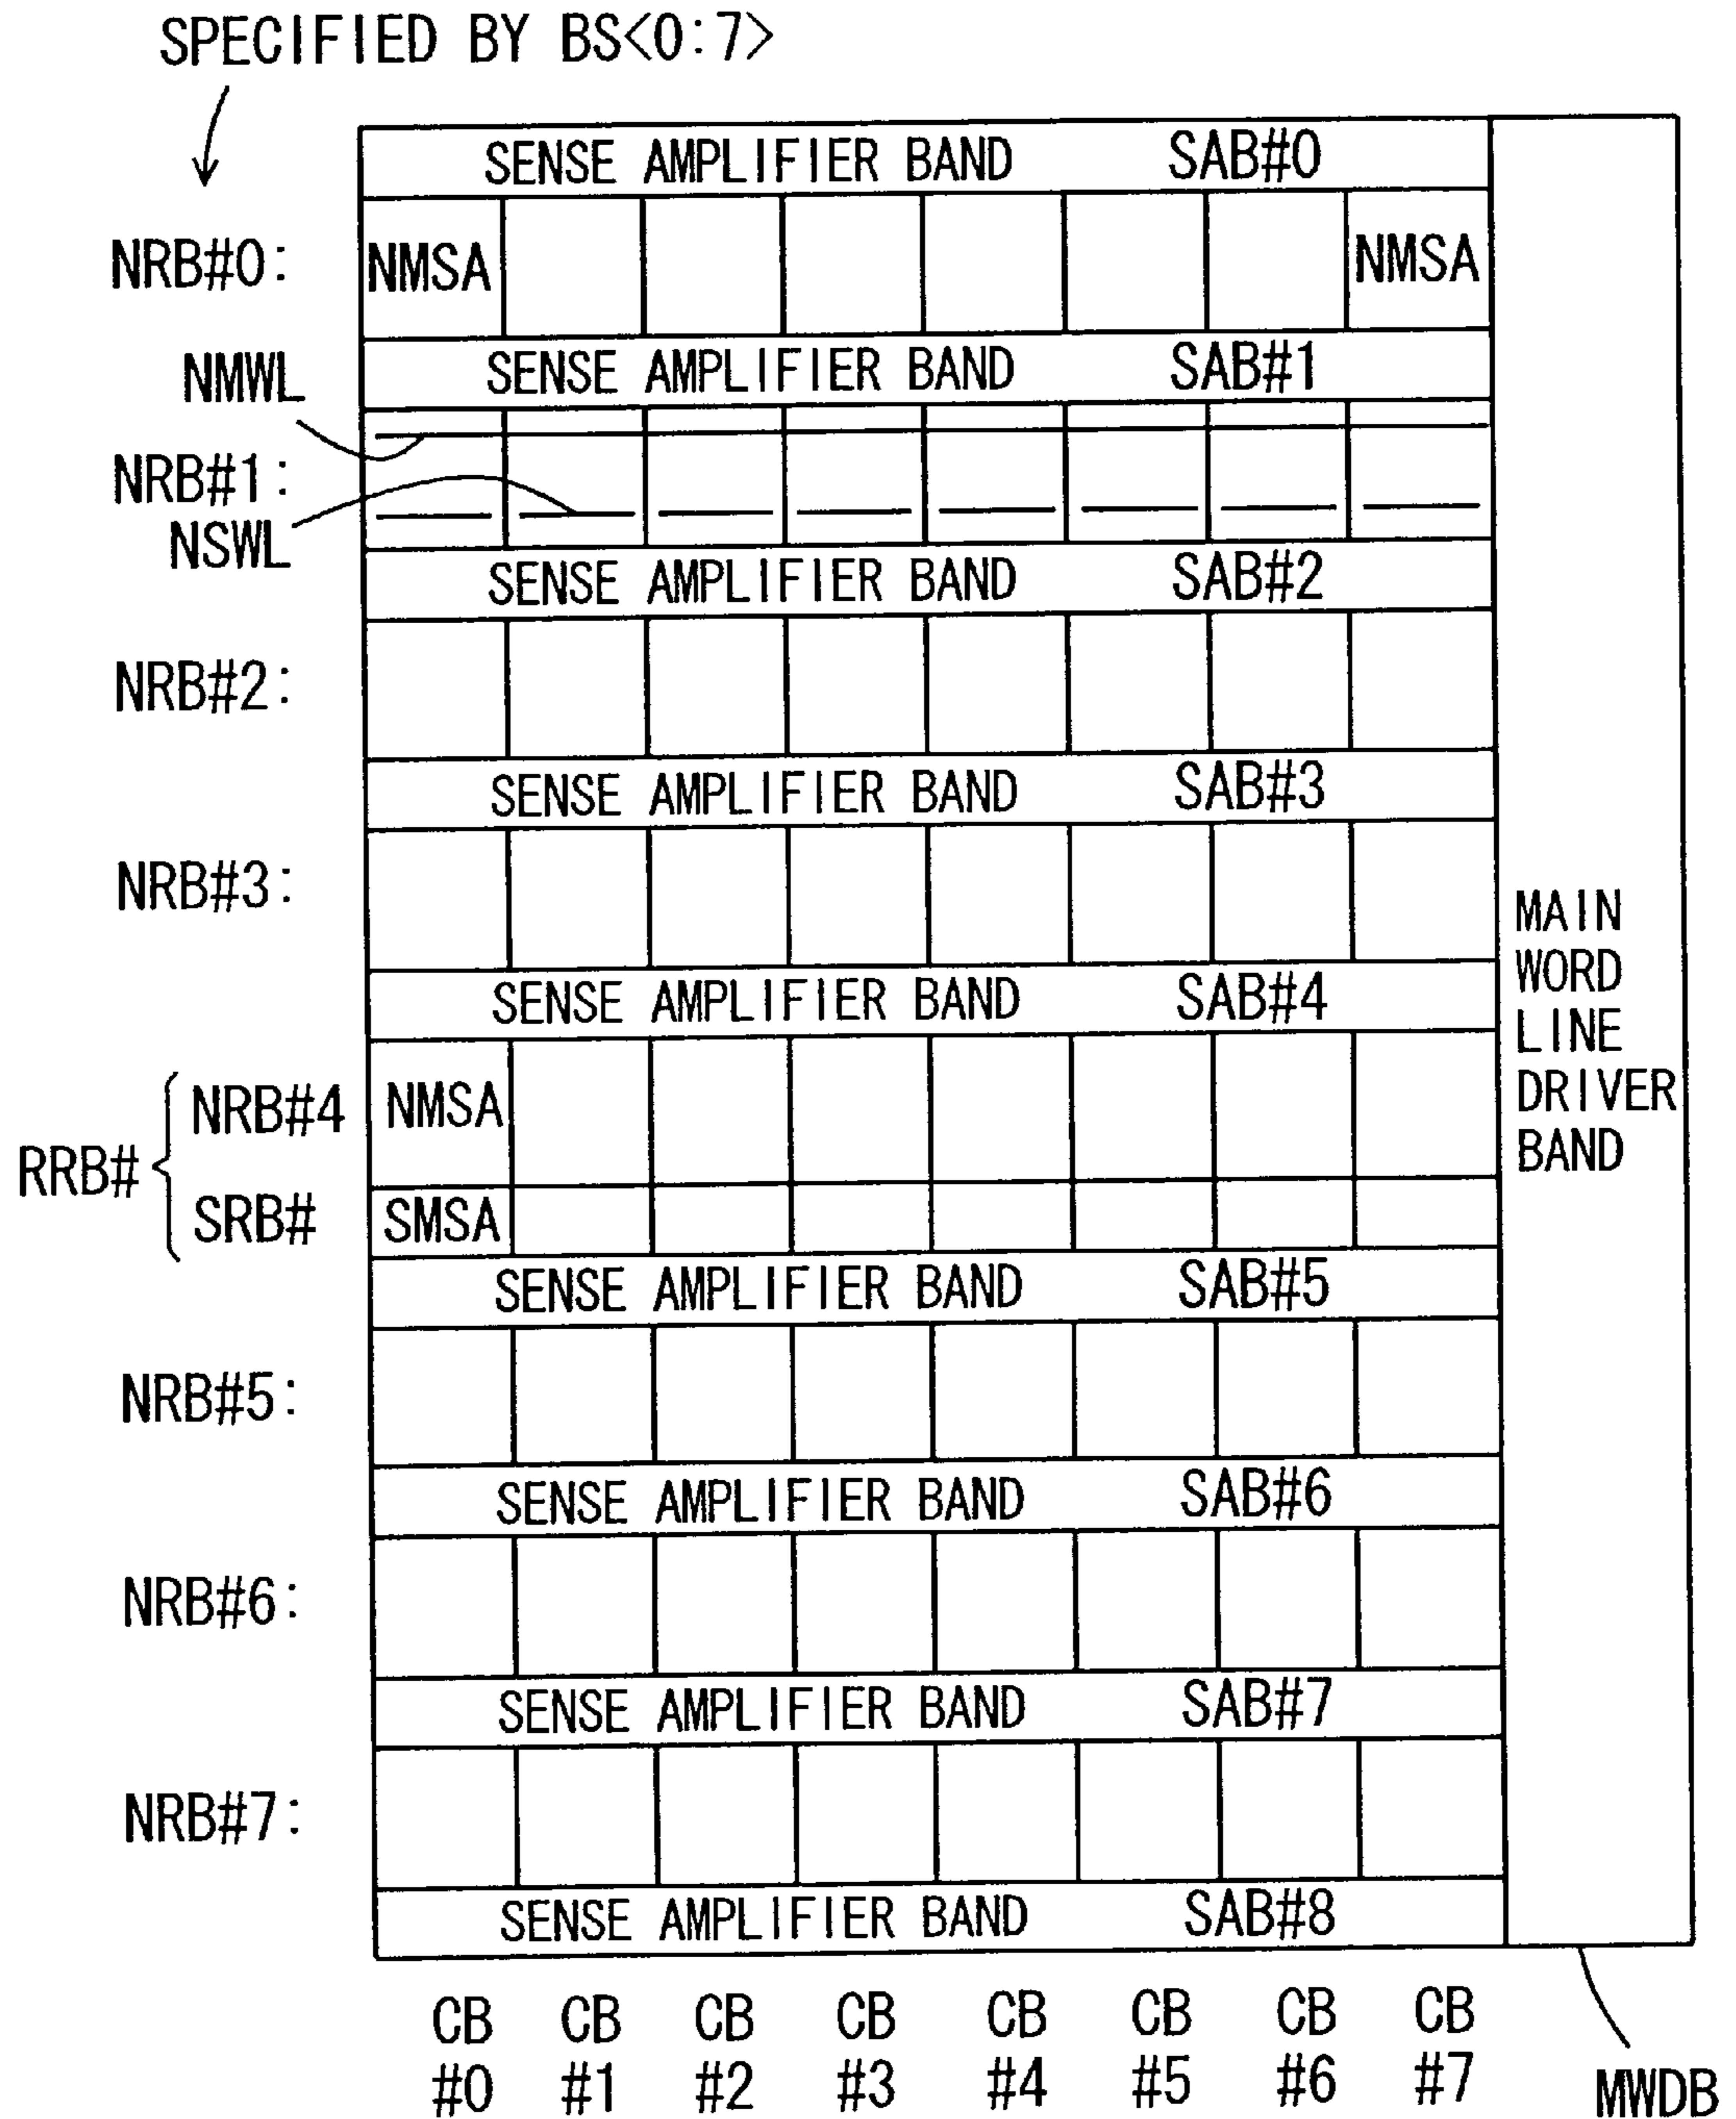 SPECIFIED BY BS<0:7>
SENSE AMPLIFIER BAND SAB#0
NRB#0: NMSA NMSA
SENSE AMPLIFIER BAND SAB#1
NMWL
NRB#1:
NSWL
SENSE AMPLIFIER BAND SAB#2
NRB#2:
SENSE AMPLIFIER BAND SAB#3
NRB#3:
SENSE AMPLIFIER BAND SAB#4
MAIN
WORD
LINE
DRIVER
BAND
NRB#4 NMSA
RRB#
SRB# SMSA
SENSE AMPLIFIER BAND SAB#5
NRB#5:
SENSE AMPLIFIER BAND SAB#6
NRB#6:
SENSE AMPLIFIER BAND SAB#7
NRB#7:
SENSE AMPLIFIER BAND SAB#8
CB CB CB CB CB CB CB CB
#0 #1 #2 #3 #4 #5 #6 #7
MWDB